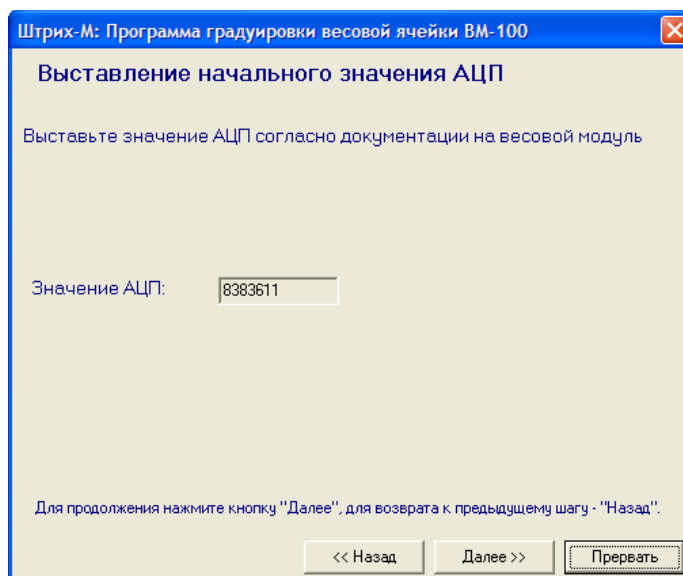 Штрих-М: Программа градуировки весовой ячейки ВМ-100
Выставление начального значения АЦП
Выставьте значение АЦП согласно документации на весовой модуль
Значение АЦП: 8383611
Для продолжения нажмите кнопку "Далее", для возврата к предыдущему шагу - "Назад".
<< Назад Далее >> Прервать